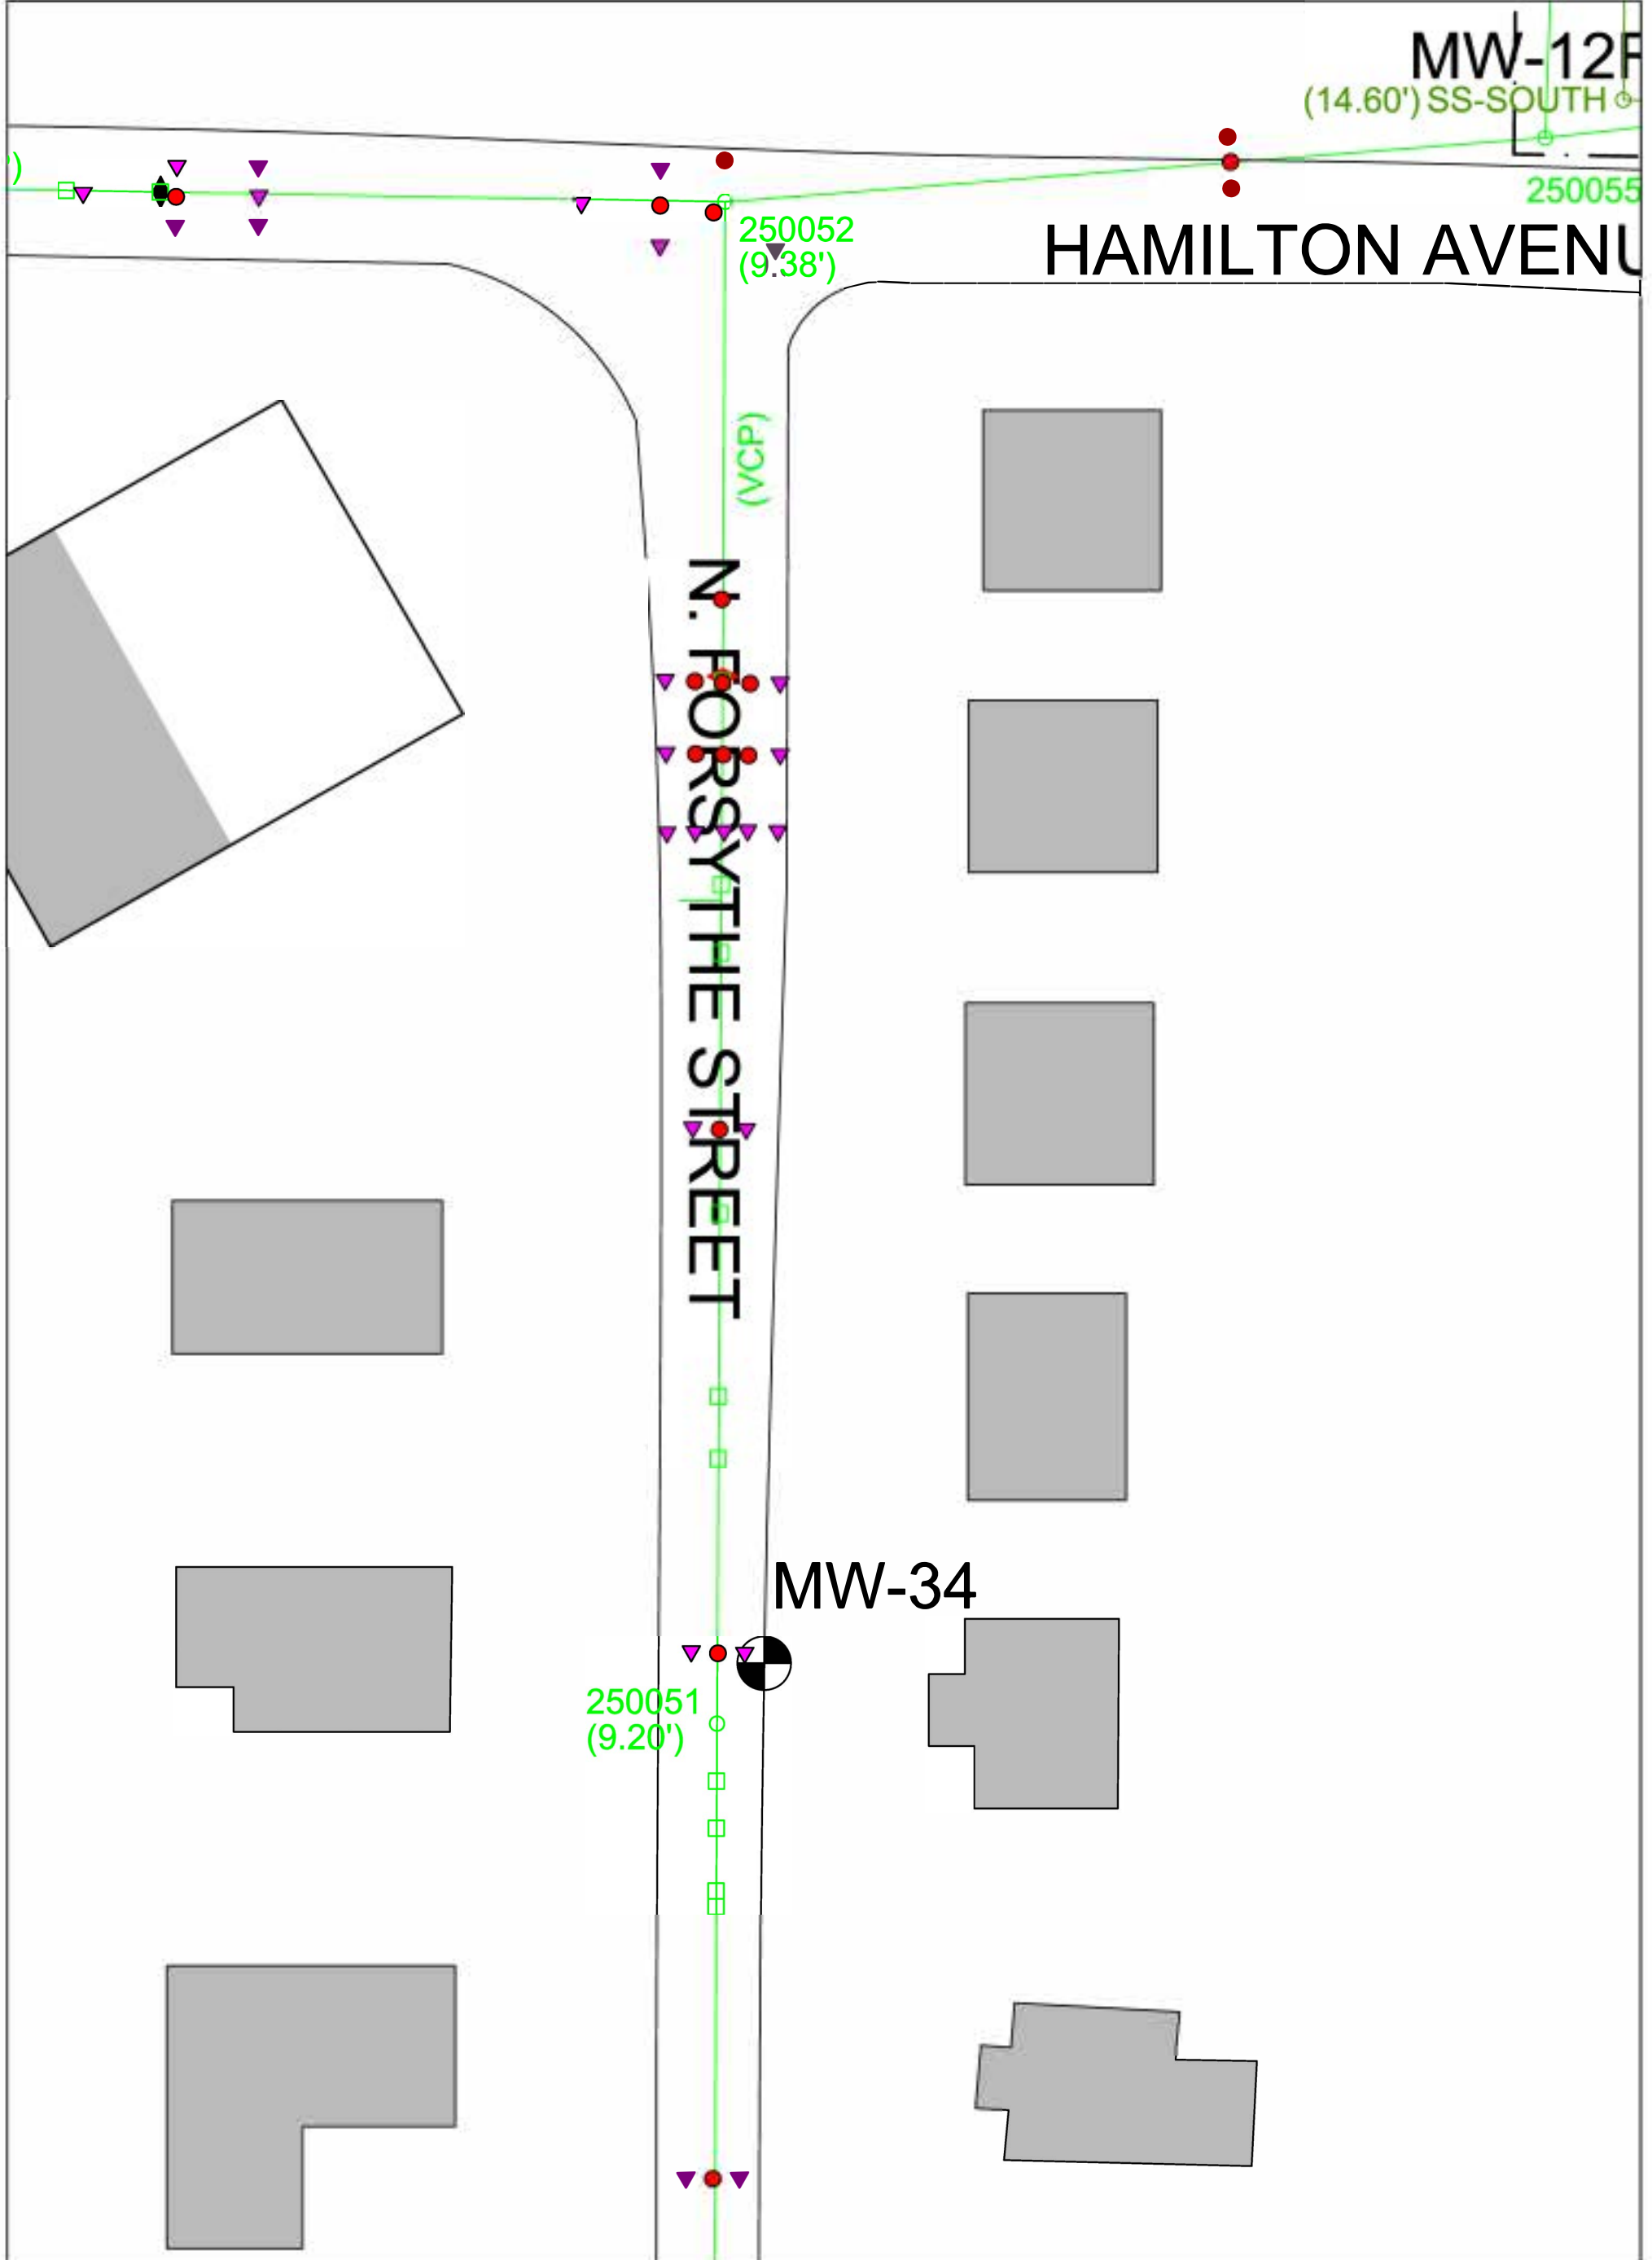 MW-12
(14.60') SS-SOUTH
)
250055
250052
(9.38')
HAMILTON AVENU
(VCP)
N. FORSYTHE STREET
MW-34
250051
(9.20')